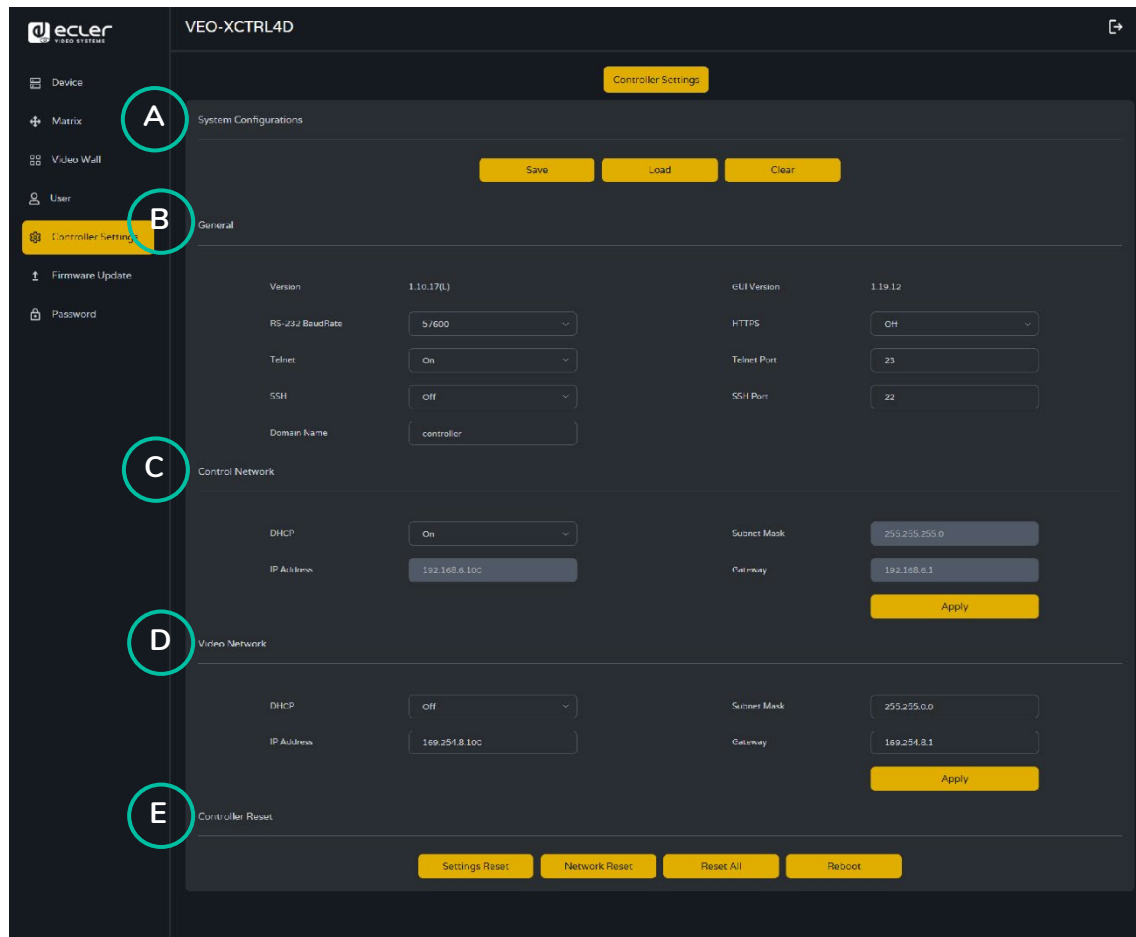 ecler
VIDEO SYSTEMS
VEO-XCTRL4D
Device
Matrix
Video Wall
User
Controller Settings
Firmware Update
Password
Controller Settings
A
System Configurations
Save Load Clear
B
General
Version 1.10.17(L) GUI Version 1.19.12
RS-232 BaudRate 57600 HTTPS Off
Telnet On Telnet Port 23
SSH Off SSH Port 22
Domain Name controller
C
Control Network
DHCP On Subnet Mask 255.255.255.0
IP Address 192.168.6.100 Gateway 192.168.6.1
Apply
D
Video Network
DHCP Off Subnet Mask 255.255.0.0
IP Address 169.254.8.100 Gateway 169.254.8.1
Apply
E
Controller Reset
Settings Reset Network Reset Reset All Reboot